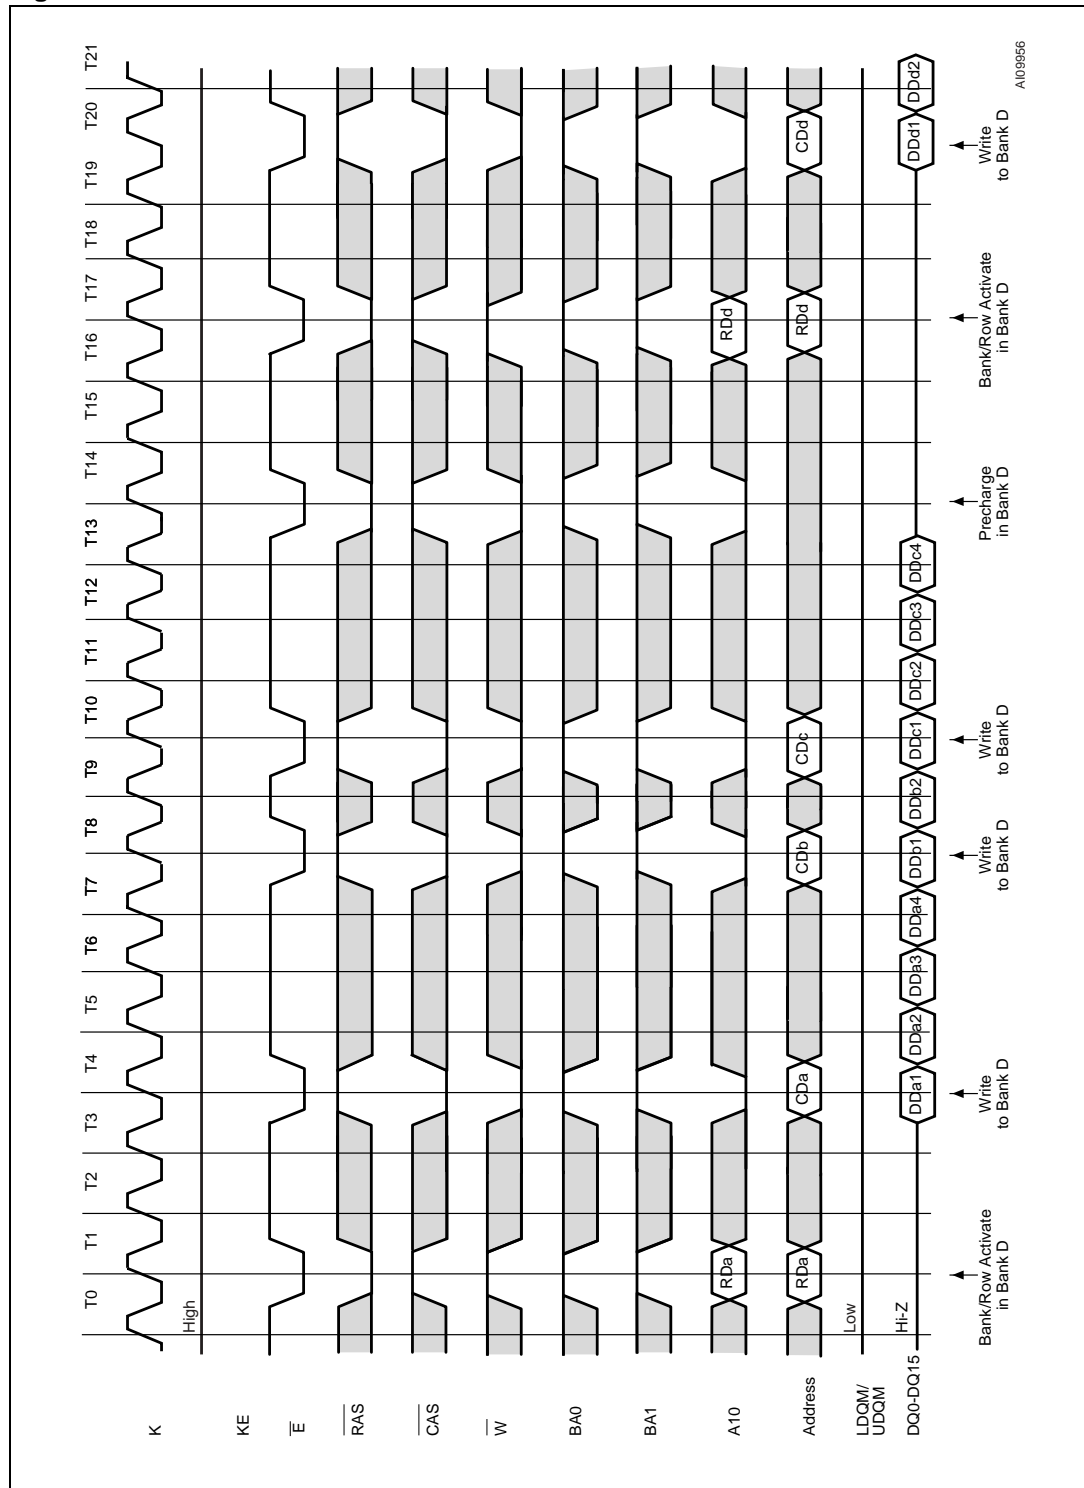 T0 T1 T2 T3 T4 T5 T6 T7 T8 T9 T10 T11 T12 T13 T14 T15 T16 T17 T18 T19 T20 T21
K
KE High
E
RAS
CAS
W
BA0
BA1
A10 RDa RDd
Address RDa CDa CDb CDc RDd CDd
LDQM/
UDQM
Low
DQ0-DQ15 Hi-Z DDa1 DDa2 DDa3 DDa4 DDb1 DDb2 DDc1 DDc2 DDc3 DDc4 DDd1 DDd2
Bank/Row Activate
in Bank D
Write
to Bank D
Write
to Bank D
Write
to Bank D
Precharge
in Bank D
Bank/Row Activate
in Bank D
Write
to Bank D
AI09956